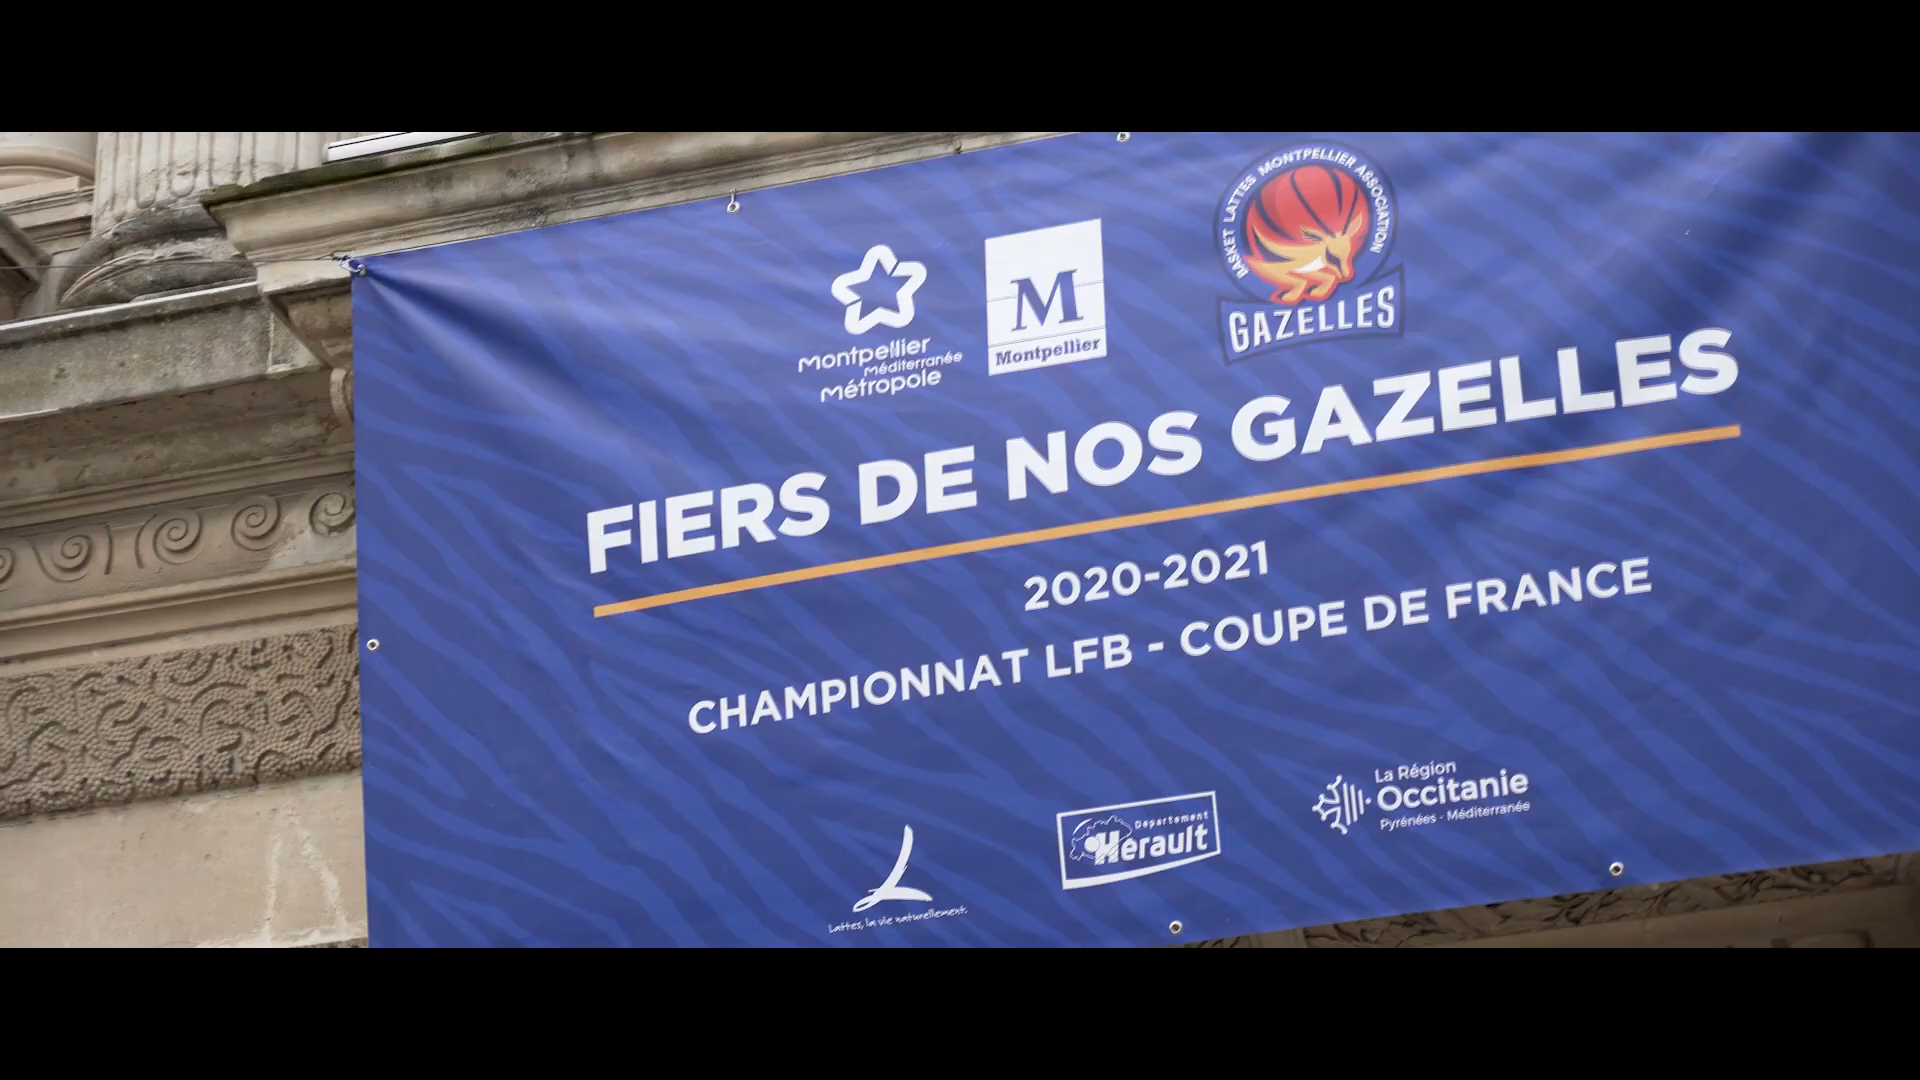 montpellier
méditerranée
métropole
M
Montpellier
BASKET LATTES MONTPELLIER ASSOCIATION
GAZELLES
FIERS DE NOS GAZELLES
2020-2021
CHAMPIONNAT LFB - COUPE DE FRANCE
Lattes, la vie naturellement.
Département
Hérault
La Région
Occitanie
Pyrénées - Méditerranée